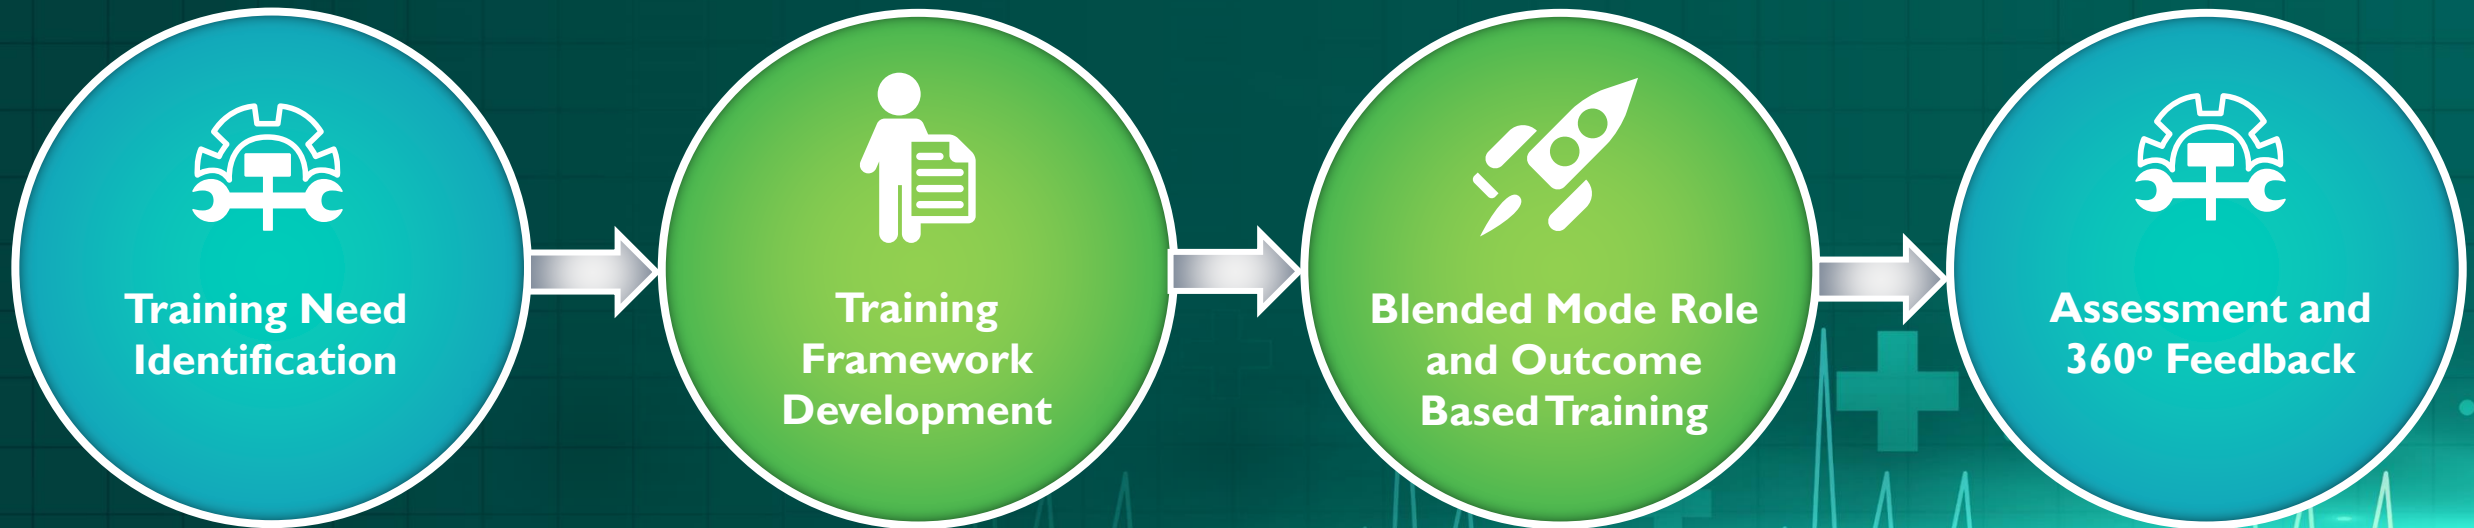 Training Need
Identification
Training
Framework
Development
Blended Mode Role
and Outcome
Based Training
Assessment and
360º Feedback